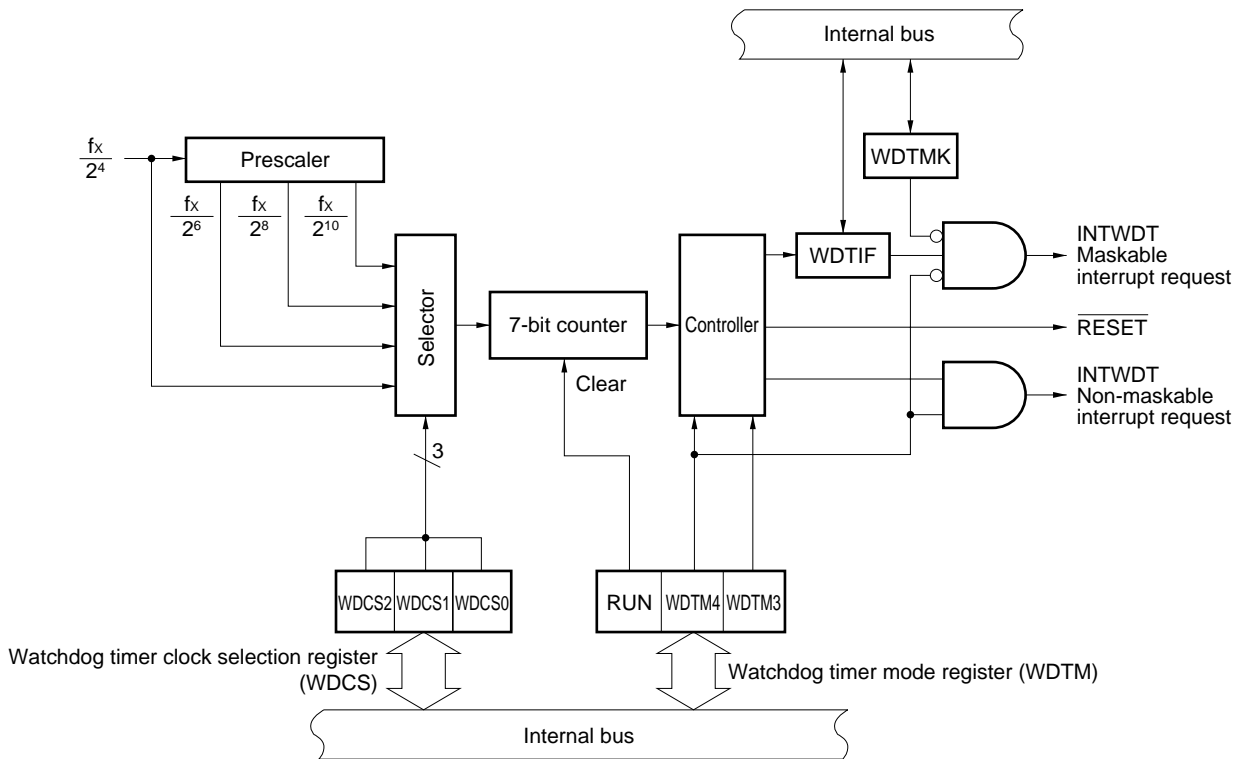 Internal bus
fX
2⁴
Prescaler
WDTMK
fX
2⁶
fX
2⁸
fX
2¹⁰
INTWDT
Maskable
interrupt request
WDTIF
Selector
7-bit counter
Controller
RESET
Clear
INTWDT
Non-maskable
interrupt request
3
WDCS2 WDCS1 WDCS0
RUN WDTM4 WDTM3
Watchdog timer clock selection register
(WDCS)
Watchdog timer mode register (WDTM)
Internal bus